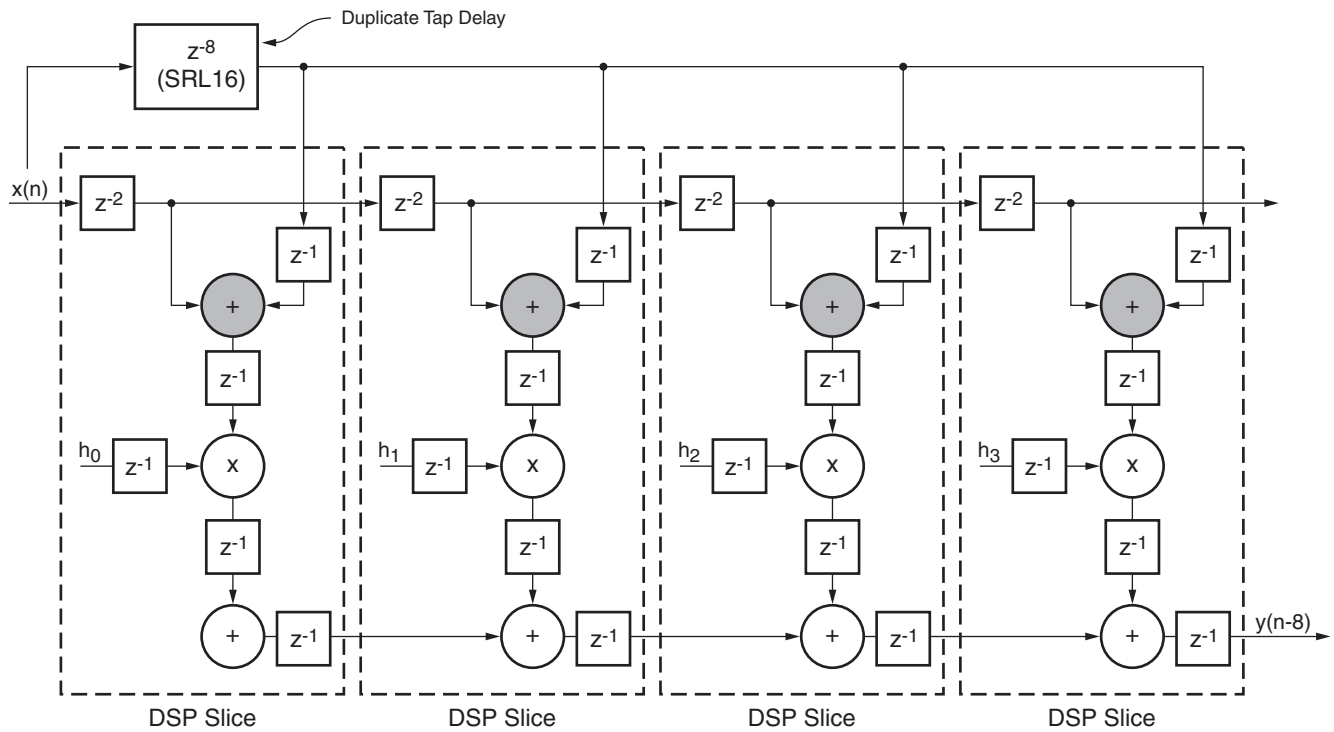 Duplicate Tap Delay
z-8
(SRL16)
x(n)
z-2
z-2
z-2
z-2
z-1
z-1
z-1
z-1
+
+
+
+
z-1
z-1
z-1
z-1
h0
z-1
x
h1
z-1
x
h2
z-1
x
h3
z-1
x
z-1
z-1
z-1
z-1
+
z-1
+
z-1
+
z-1
+
z-1
y(n-8)
DSP Slice
DSP Slice
DSP Slice
DSP Slice